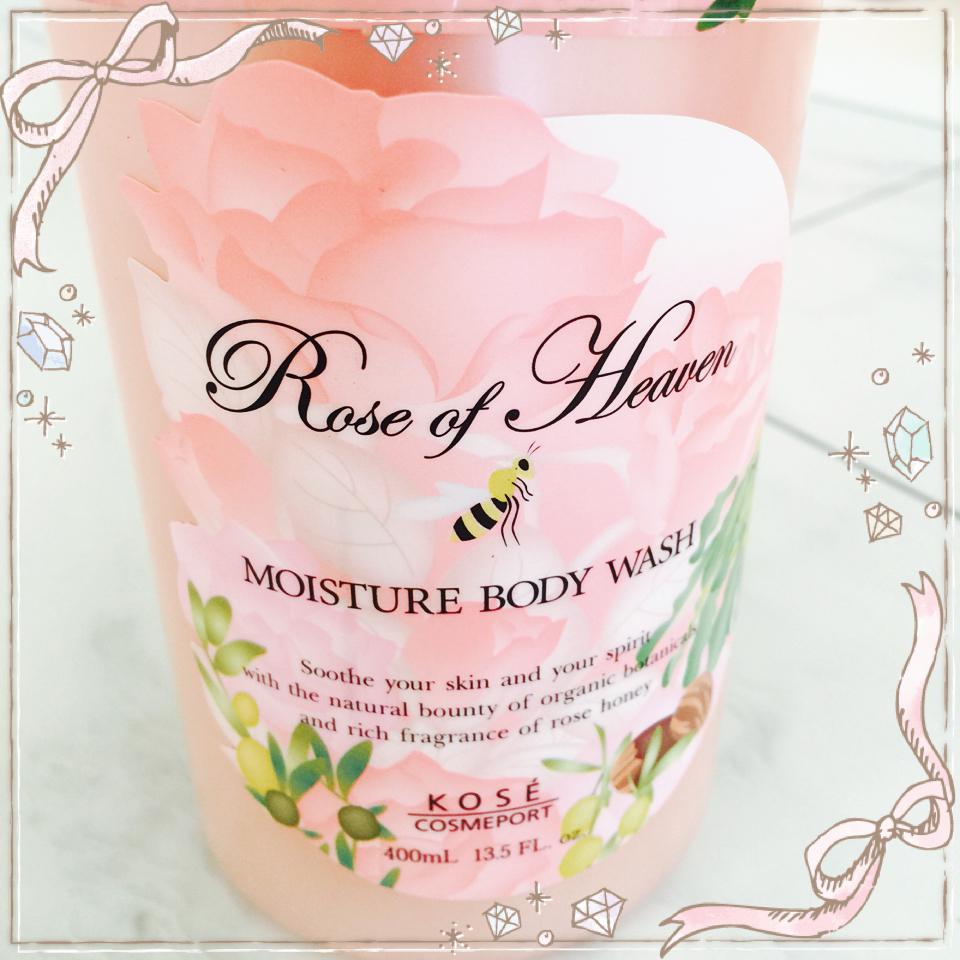 Rose of Heaven
MOISTURE BODY WASH
Soothe your skin and your spirit
with the natural bounty of organic botanicals
and rich fragrance of rose honey
KOSÉ
COSMEPORT
400mL 13.5 FL. oz.